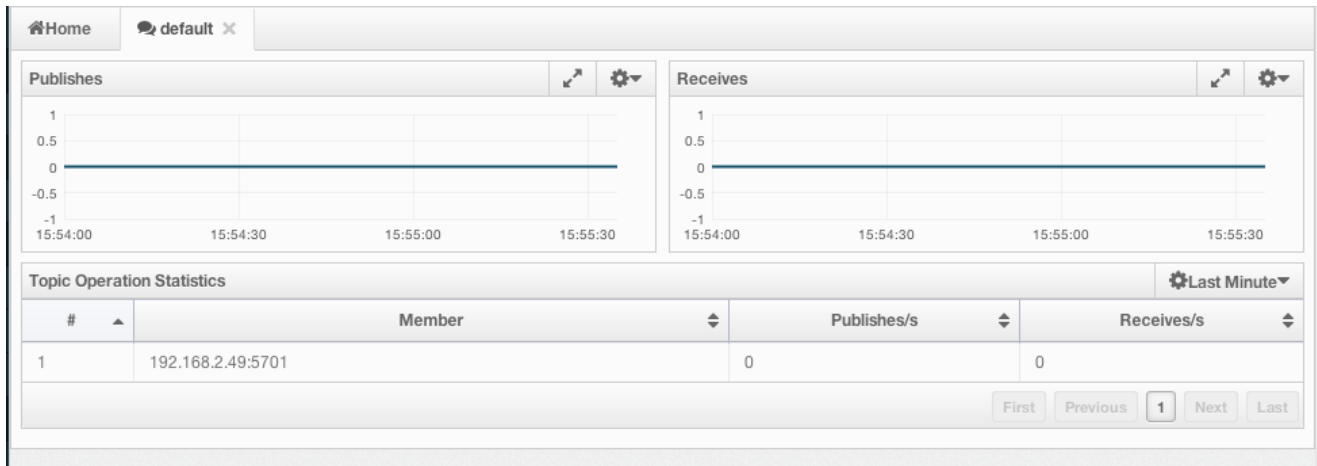 Home default
Publishes
1
0.5
0
-0.5
-1
15:54:00 15:54:30 15:55:00 15:55:30
Receives
1
0.5
0
-0.5
-1
15:54:00 15:54:30 15:55:00 15:55:30
Topic Operation Statistics Last Minute
# Member Publishes/s Receives/s
1 192.168.2.49:5701 0 0
First Previous 1 Next Last